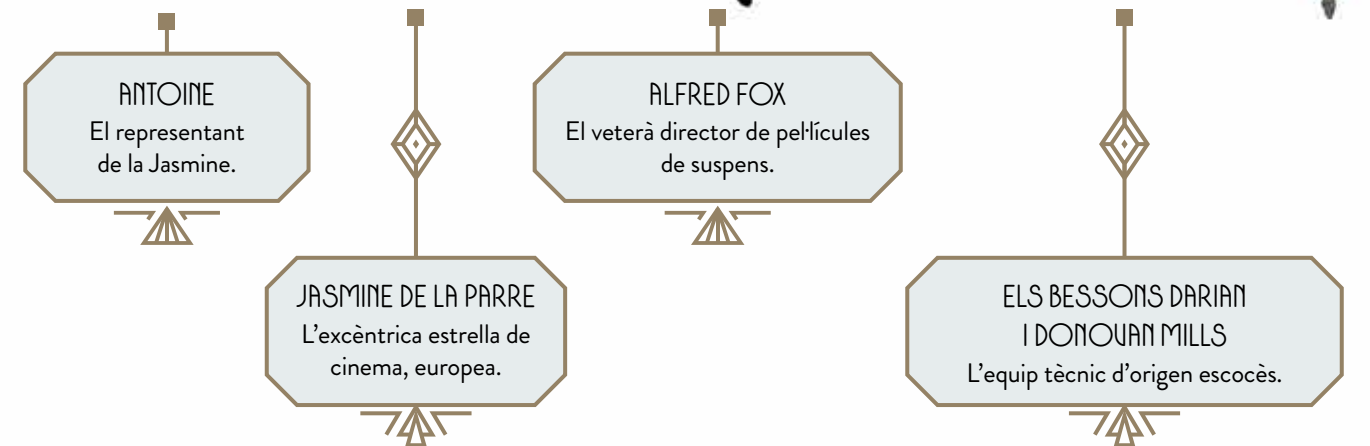 ANTOINE
El representant
de la Jasmine.
JASMINE DE LA PARRE
L'excèntrica estrella de
cinema, europea.
ALFRED FOX
El veterà director de pel·lícules
de suspens.
ELS BESSONS DARIAN
I DONOVAN MILLS
L'equip tècnic d'origen escocès.